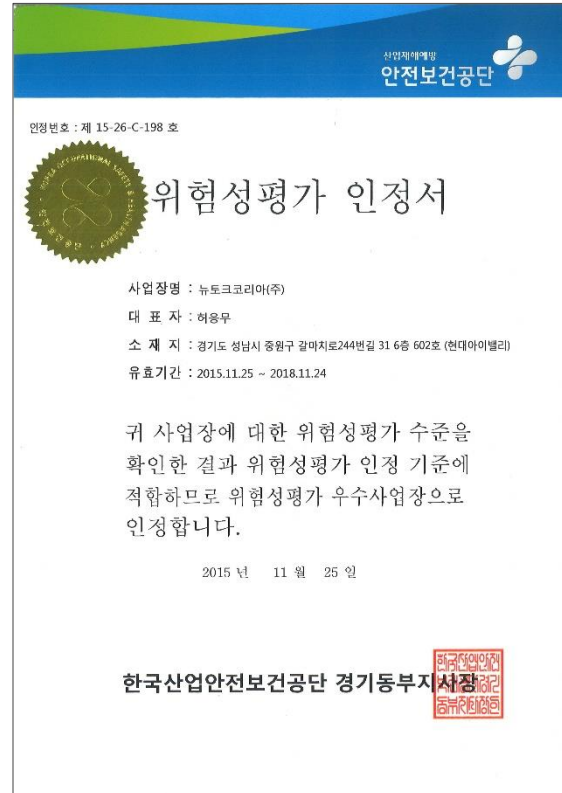 산업재해예방
안전보건공단
인정번호 : 제 15-26-C-198 호
위험성평가 인정서
사업장명 : 뉴토크코리아(주)
대 표 자 : 허용무
소 재 지 : 경기도 성남시 중원구 갈마치로244번길 31 6층 602호 (현대아이밸리)
유효기간 : 2015.11.25 ~ 2018.11.24
귀 사업장에 대한 위험성평가 수준을
확인한 결과 위험성평가 인정 기준에
적합하므로 위험성평가 우수사업장으로
인정합니다.
2015 년 11 월 25 일
한국산업안전보건공단 경기동부지사장